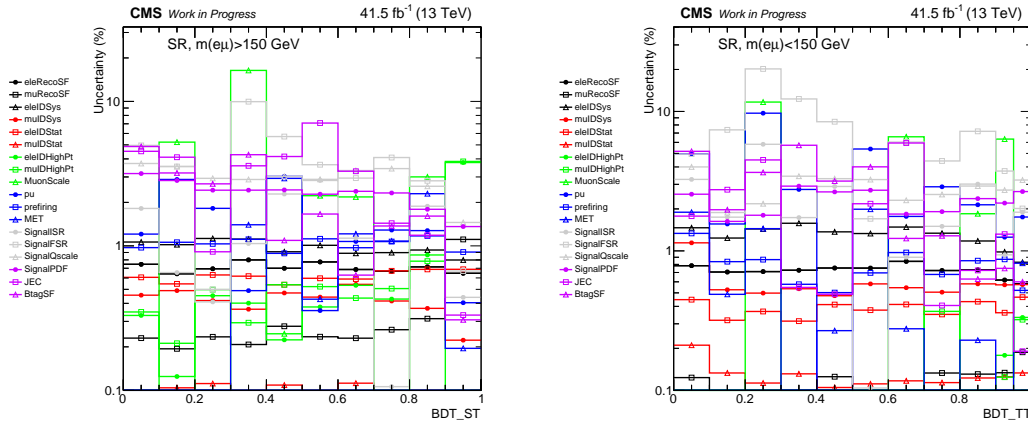 CMS Work in Progress 41.5 fb⁻¹ (13 TeV)
Uncertainty (%)
SR, m(eμ)>150 GeV
eleRecoSF
muRecoSF
eleIDSys
muIDSys
eleIDStat
muIDStat
eleIDHighPt
muIDHighPt
MuonScale
pu
prefiring
MET
SignalISR
SignalFSR
SignalQscale
SignalPDF
JEC
BtagSF
10
1
0.1
0 0.2 0.4 0.6 0.8 1
BDT_ST
CMS Work in Progress 41.5 fb⁻¹ (13 TeV)
Uncertainty (%)
SR, m(eμ)<150 GeV
eleRecoSF
muRecoSF
eleIDSys
muIDSys
eleIDStat
muIDStat
eleIDHighPt
muIDHighPt
MuonScale
pu
prefiring
MET
SignalISR
SignalFSR
SignalQscale
SignalPDF
JEC
BtagSF
10
1
0.1
0 0.2 0.4 0.6 0.8
BDT_TT